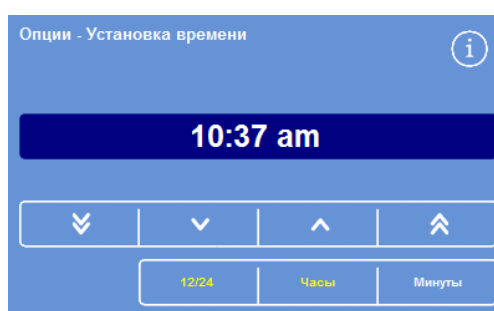 Опции - Установка времени
i
10:37 am
12/24 Часы Минуты